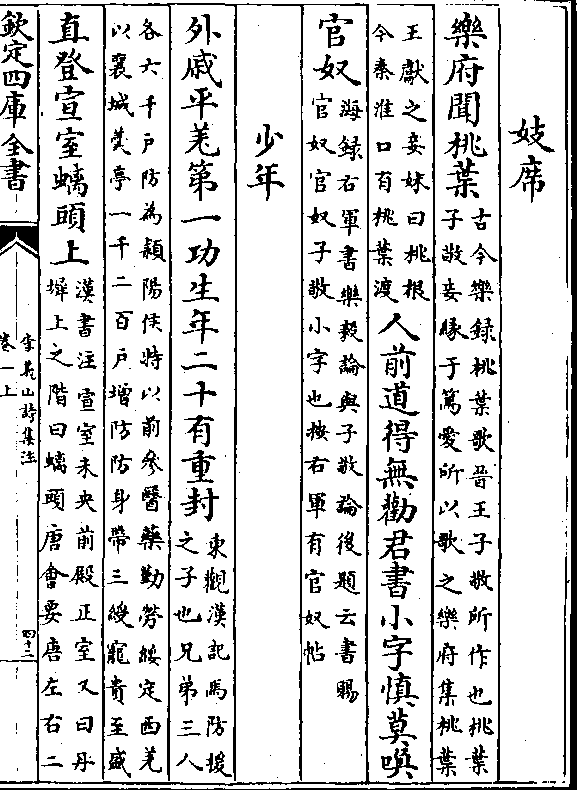 妓席
樂府聞桃葉古今樂録桃葉歌晉王子敬所作也桃葉
子敬妾緣于篤愛所以歌之樂府集桃葉
王獻之妾妹曰桃根
今秦淮口有桃葉渡人前道得無勸君書小字慎莫喚
官奴海録右軍書樂毅論與子敬論後題云書賜
官奴官奴子敬小字也按右軍有官奴帖
少年
外戚平羗第一功生年二十有重封東觀漢記馬防援
之子也兄弟三人
各六千戸防為潁陽侯特以前參醫藥勤勞綏定西羌
以襄城羮亭一千二百戸增防防身帶三綬寵貴至盛
直登宣室螭頭上漢書注宣室未央前殿正室又曰丹
墀上之階曰螭頭唐會要唐左右二
欽定四庫全書
李義山詩集注
卷一上
四十二